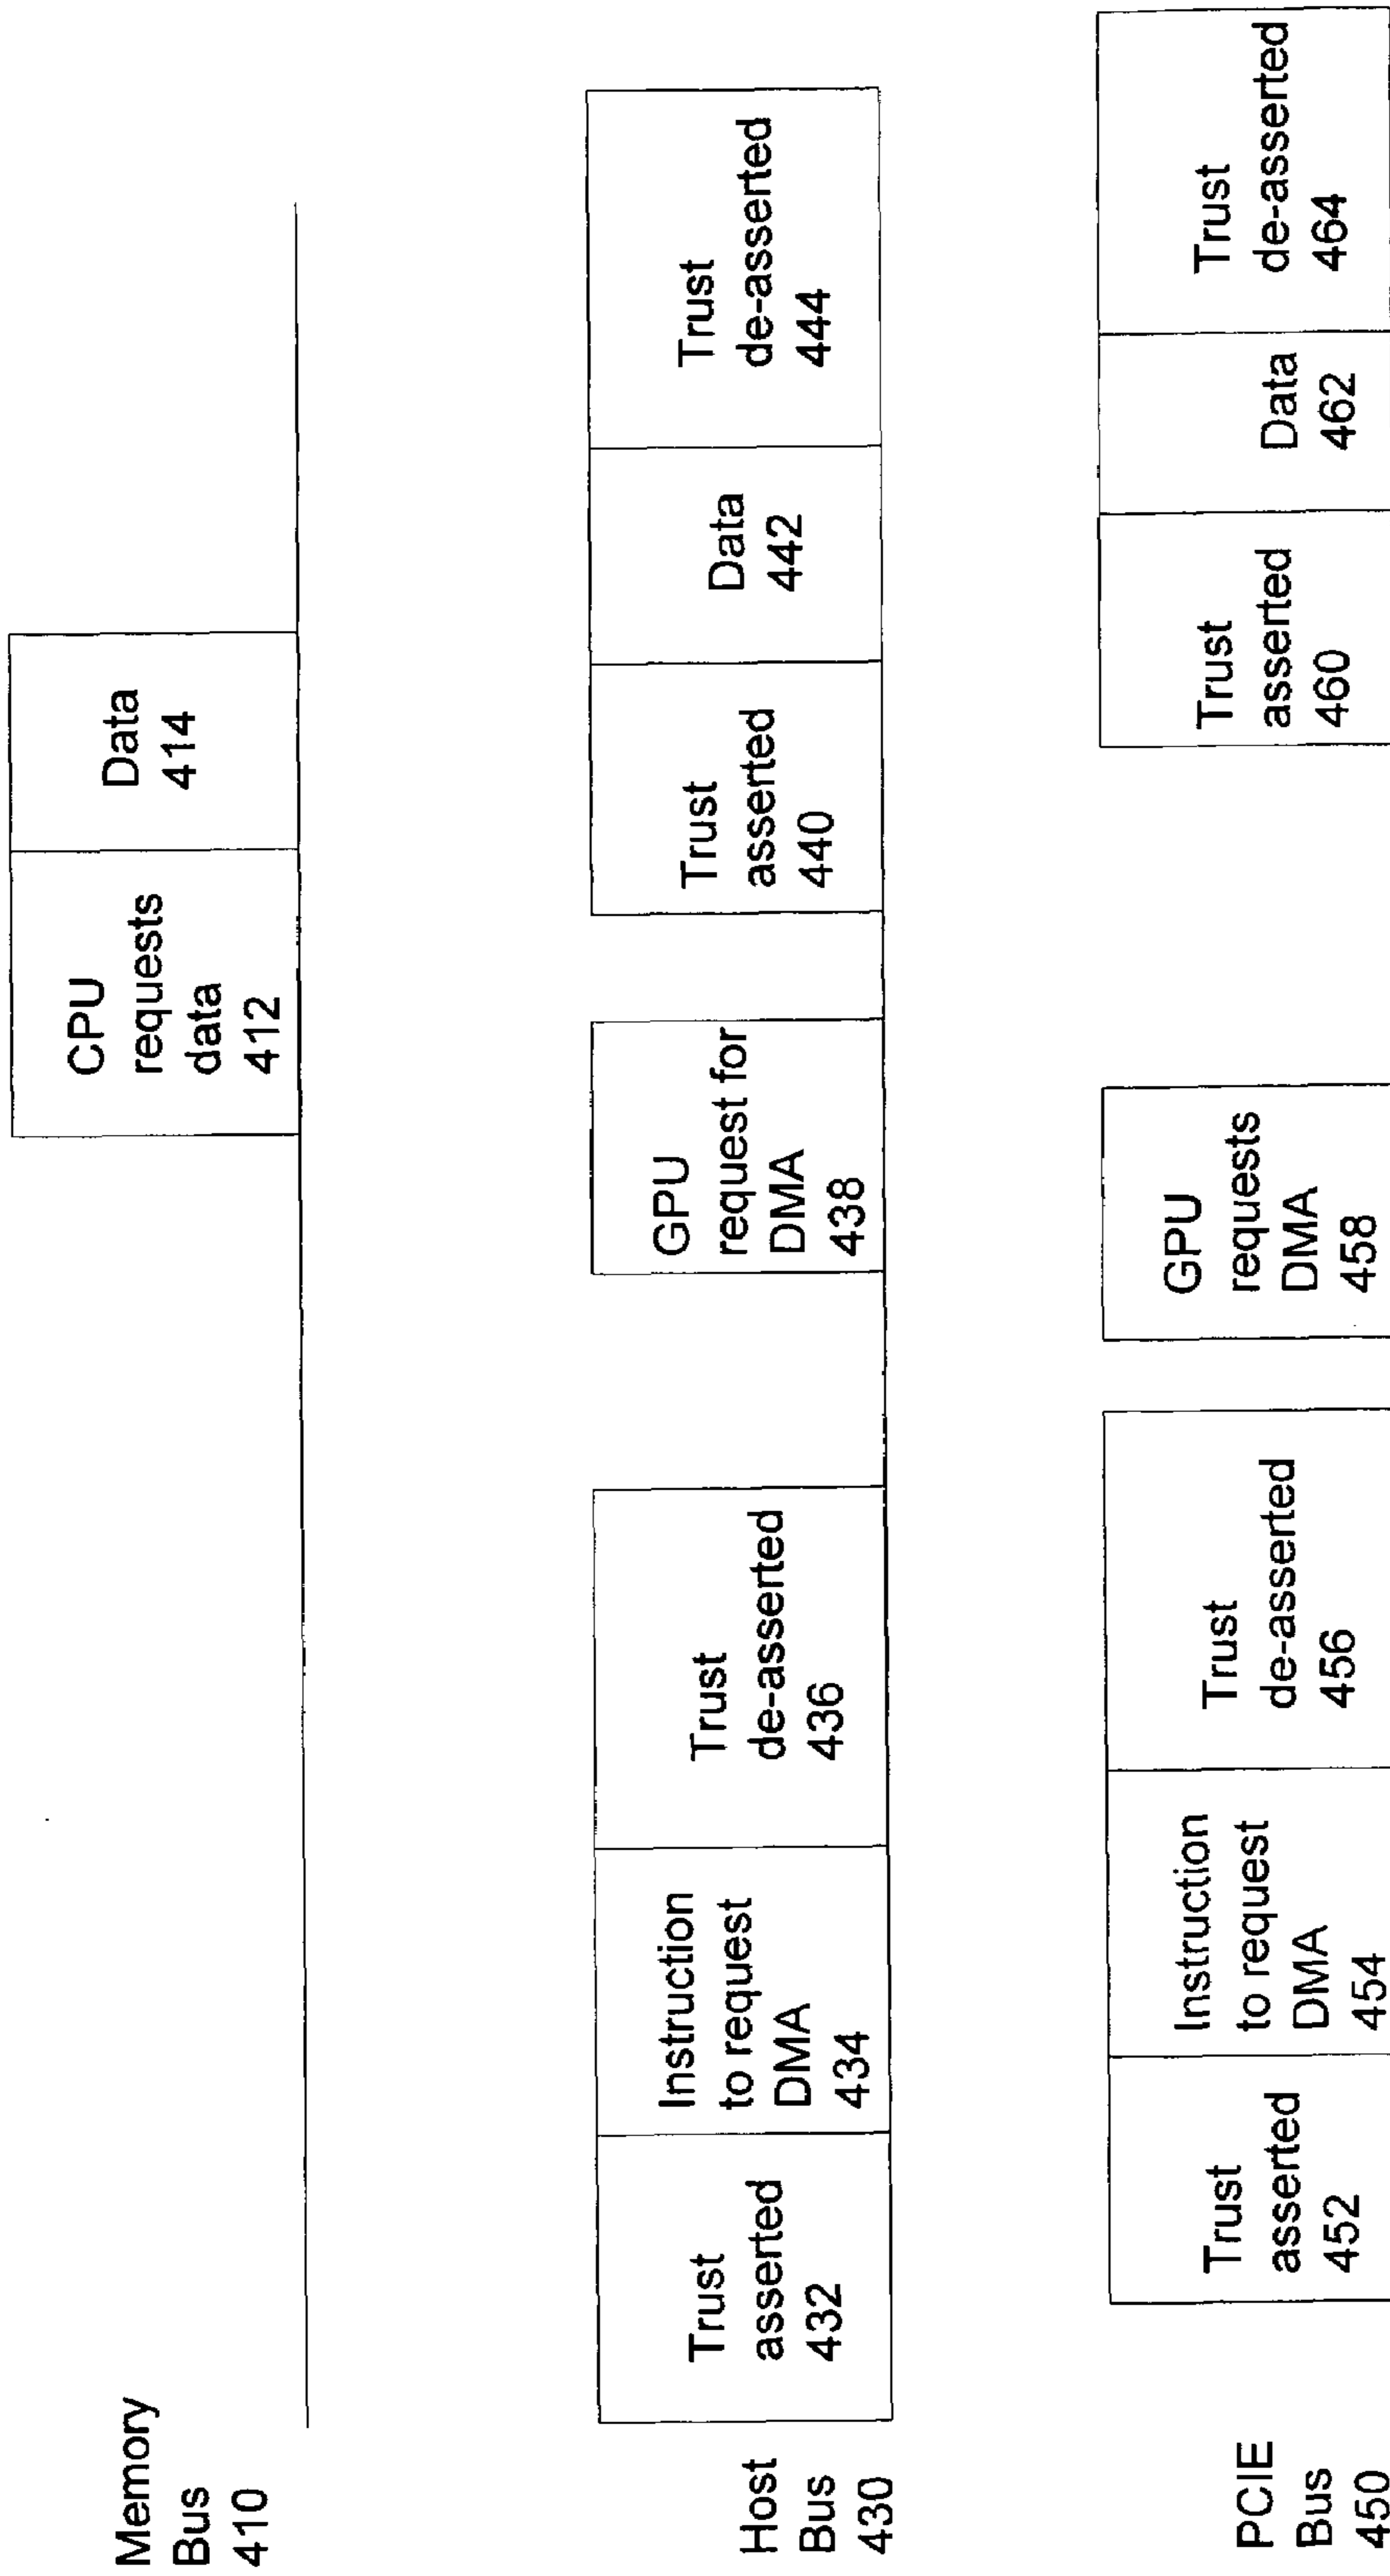 Memory
Bus
410
CPU
requests
data
412
Data
414
Host
Bus
430
Trust
asserted
432
Instruction
to request
DMA
434
Trust
de-asserted
436
GPU
request for
DMA
438
Trust
asserted
440
Data
442
Trust
de-asserted
444
PCIE
Bus
450
Trust
asserted
452
Instruction
to request
DMA
454
Trust
de-asserted
456
GPU
requests
DMA
458
Trust
asserted
460
Data
462
Trust
de-asserted
464